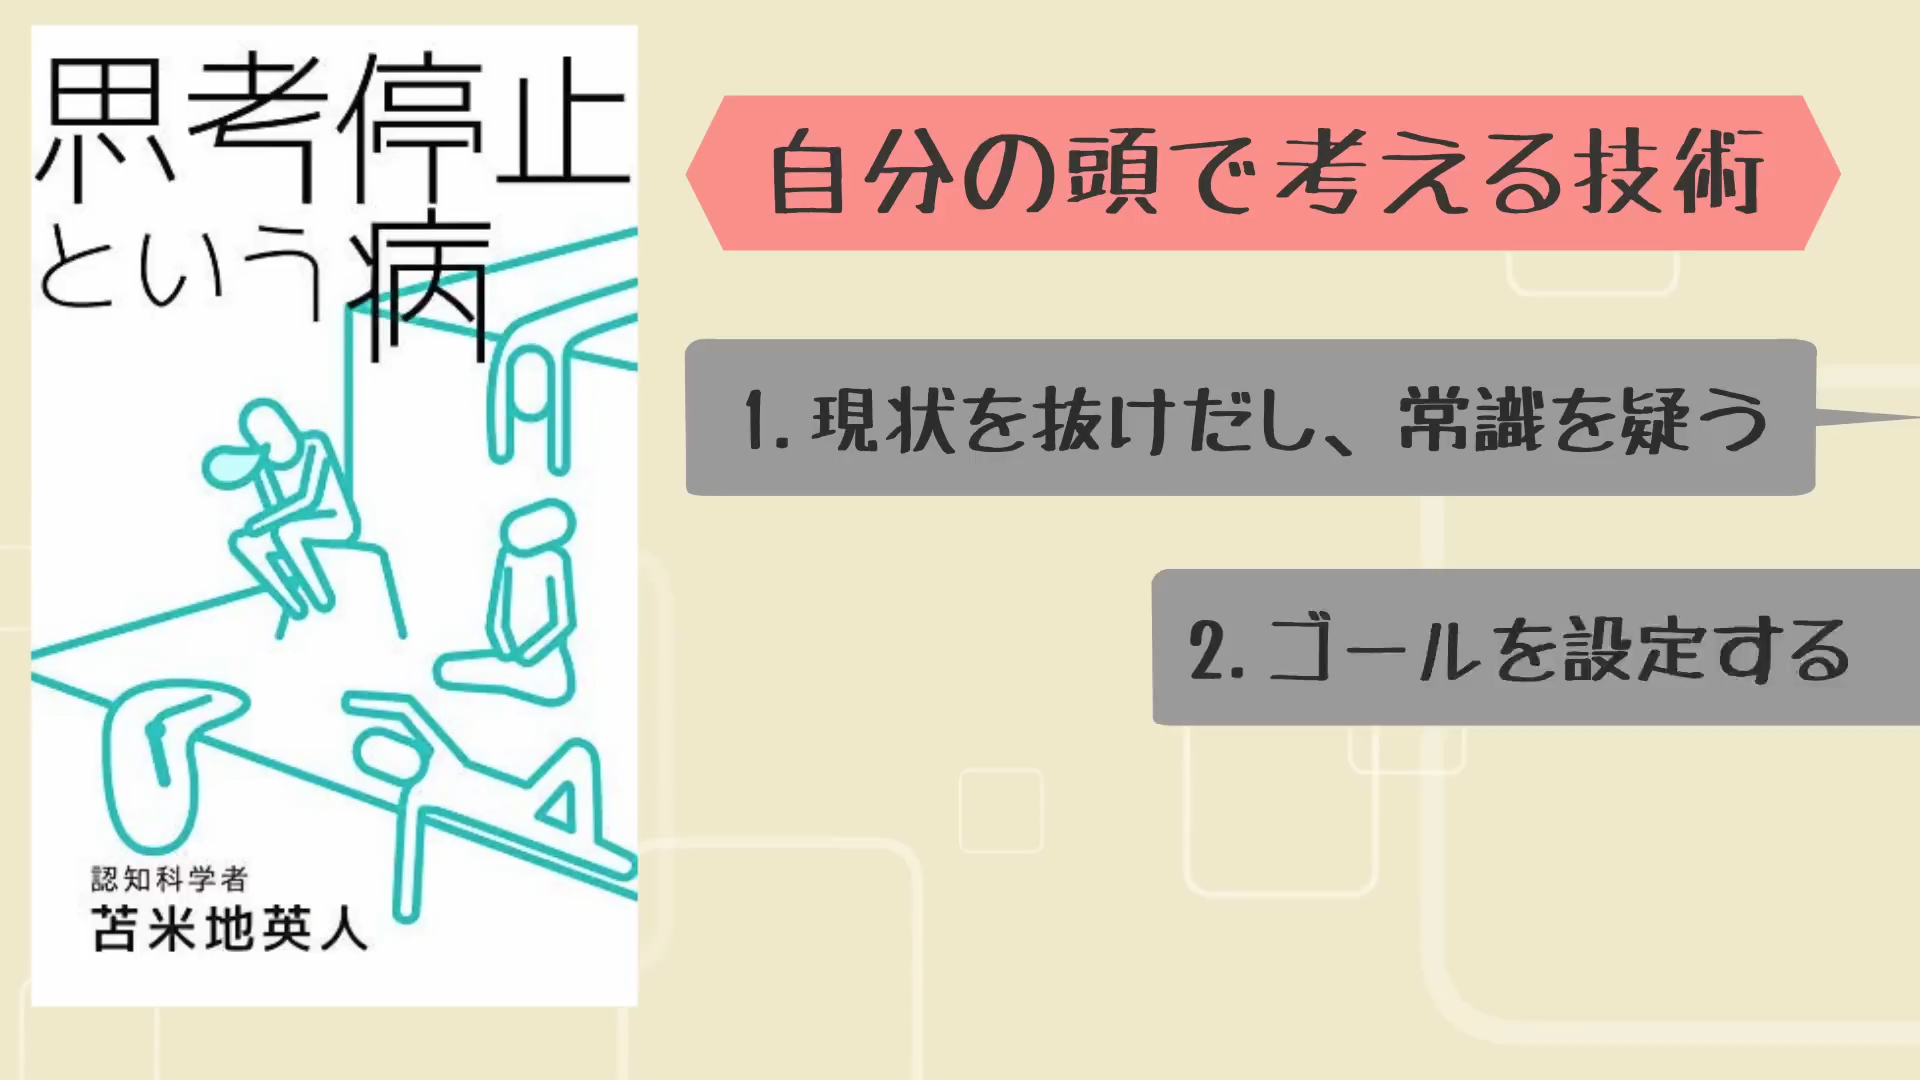 思考停止
という病
認知科学者
苫米地英人
自分の頭で考える技術
1. 現状を抜けだし、常識を疑う
2. ゴールを設定する